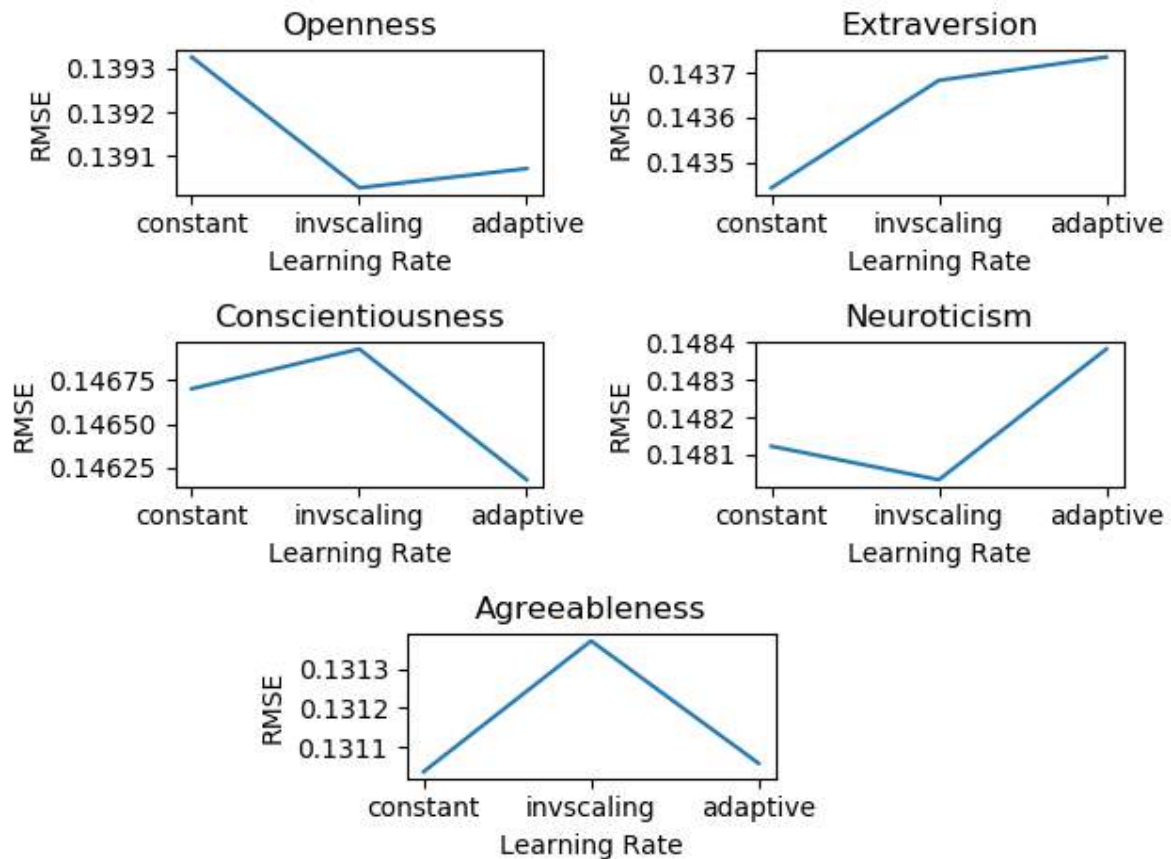 Openness
0.1393
0.1392
0.1391
RMSE
constant invscaling adaptive
Learning Rate
Extraversion
0.1437
0.1436
0.1435
RMSE
constant invscaling adaptive
Learning Rate
Conscientiousness
0.14675
0.14650
0.14625
RMSE
constant invscaling adaptive
Learning Rate
Neuroticism
0.1484
0.1483
0.1482
0.1481
RMSE
constant invscaling adaptive
Learning Rate
Agreeableness
0.1313
0.1312
0.1311
RMSE
constant invscaling adaptive
Learning Rate